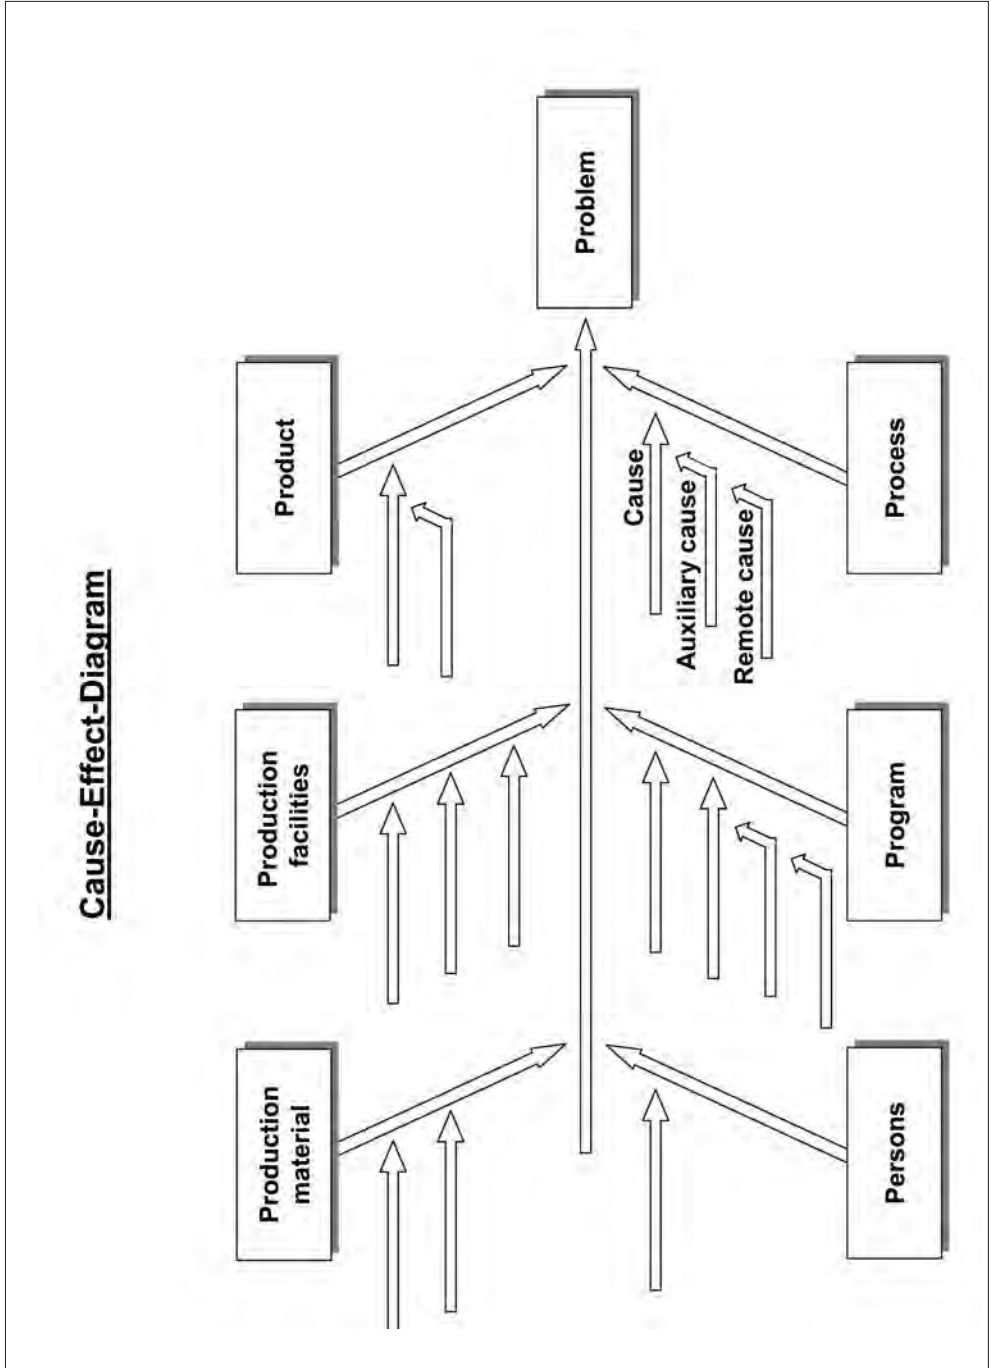 Cause-Effect-Diagram
Production
material
Production
facilities
Product
Problem
Cause
Auxiliary cause
Remote cause
Persons
Program
Process